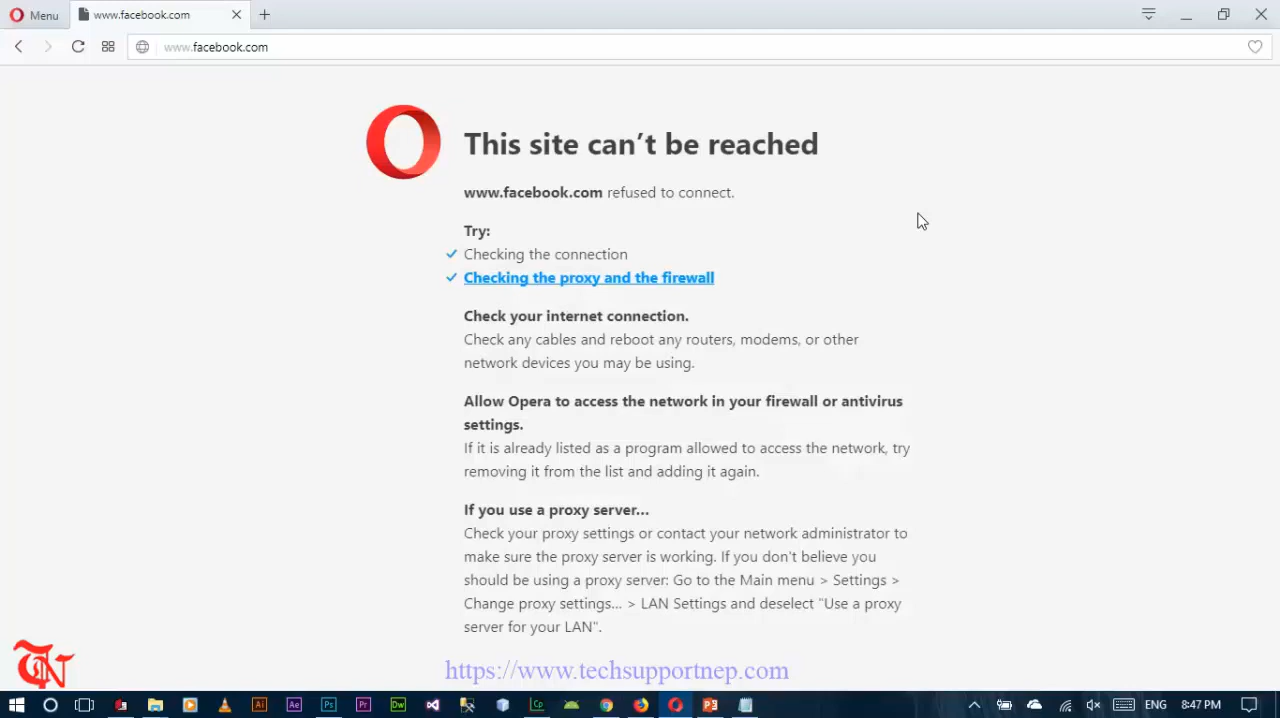 Menu
www.facebook.com
www.facebook.com
This site can't be reached
www.facebook.com refused to connect.
Try:
Checking the connection
Checking the proxy and the firewall
Check your internet connection.
Check any cables and reboot any routers, modems, or other
network devices you may be using.
Allow Opera to access the network in your firewall or antivirus
settings.
If it is already listed as a program allowed to access the network, try
removing it from the list and adding it again.
If you use a proxy server...
Check your proxy settings or contact your network administrator to
make sure the proxy server is working. If you don't believe you
should be using a proxy server: Go to the Main menu > Settings >
Change proxy settings... > LAN Settings and deselect "Use a proxy
server for your LAN".
TN
https://www.techsupportnep.com
Ai Ae Ps Pr Dw Cp ENG 8:47 PM